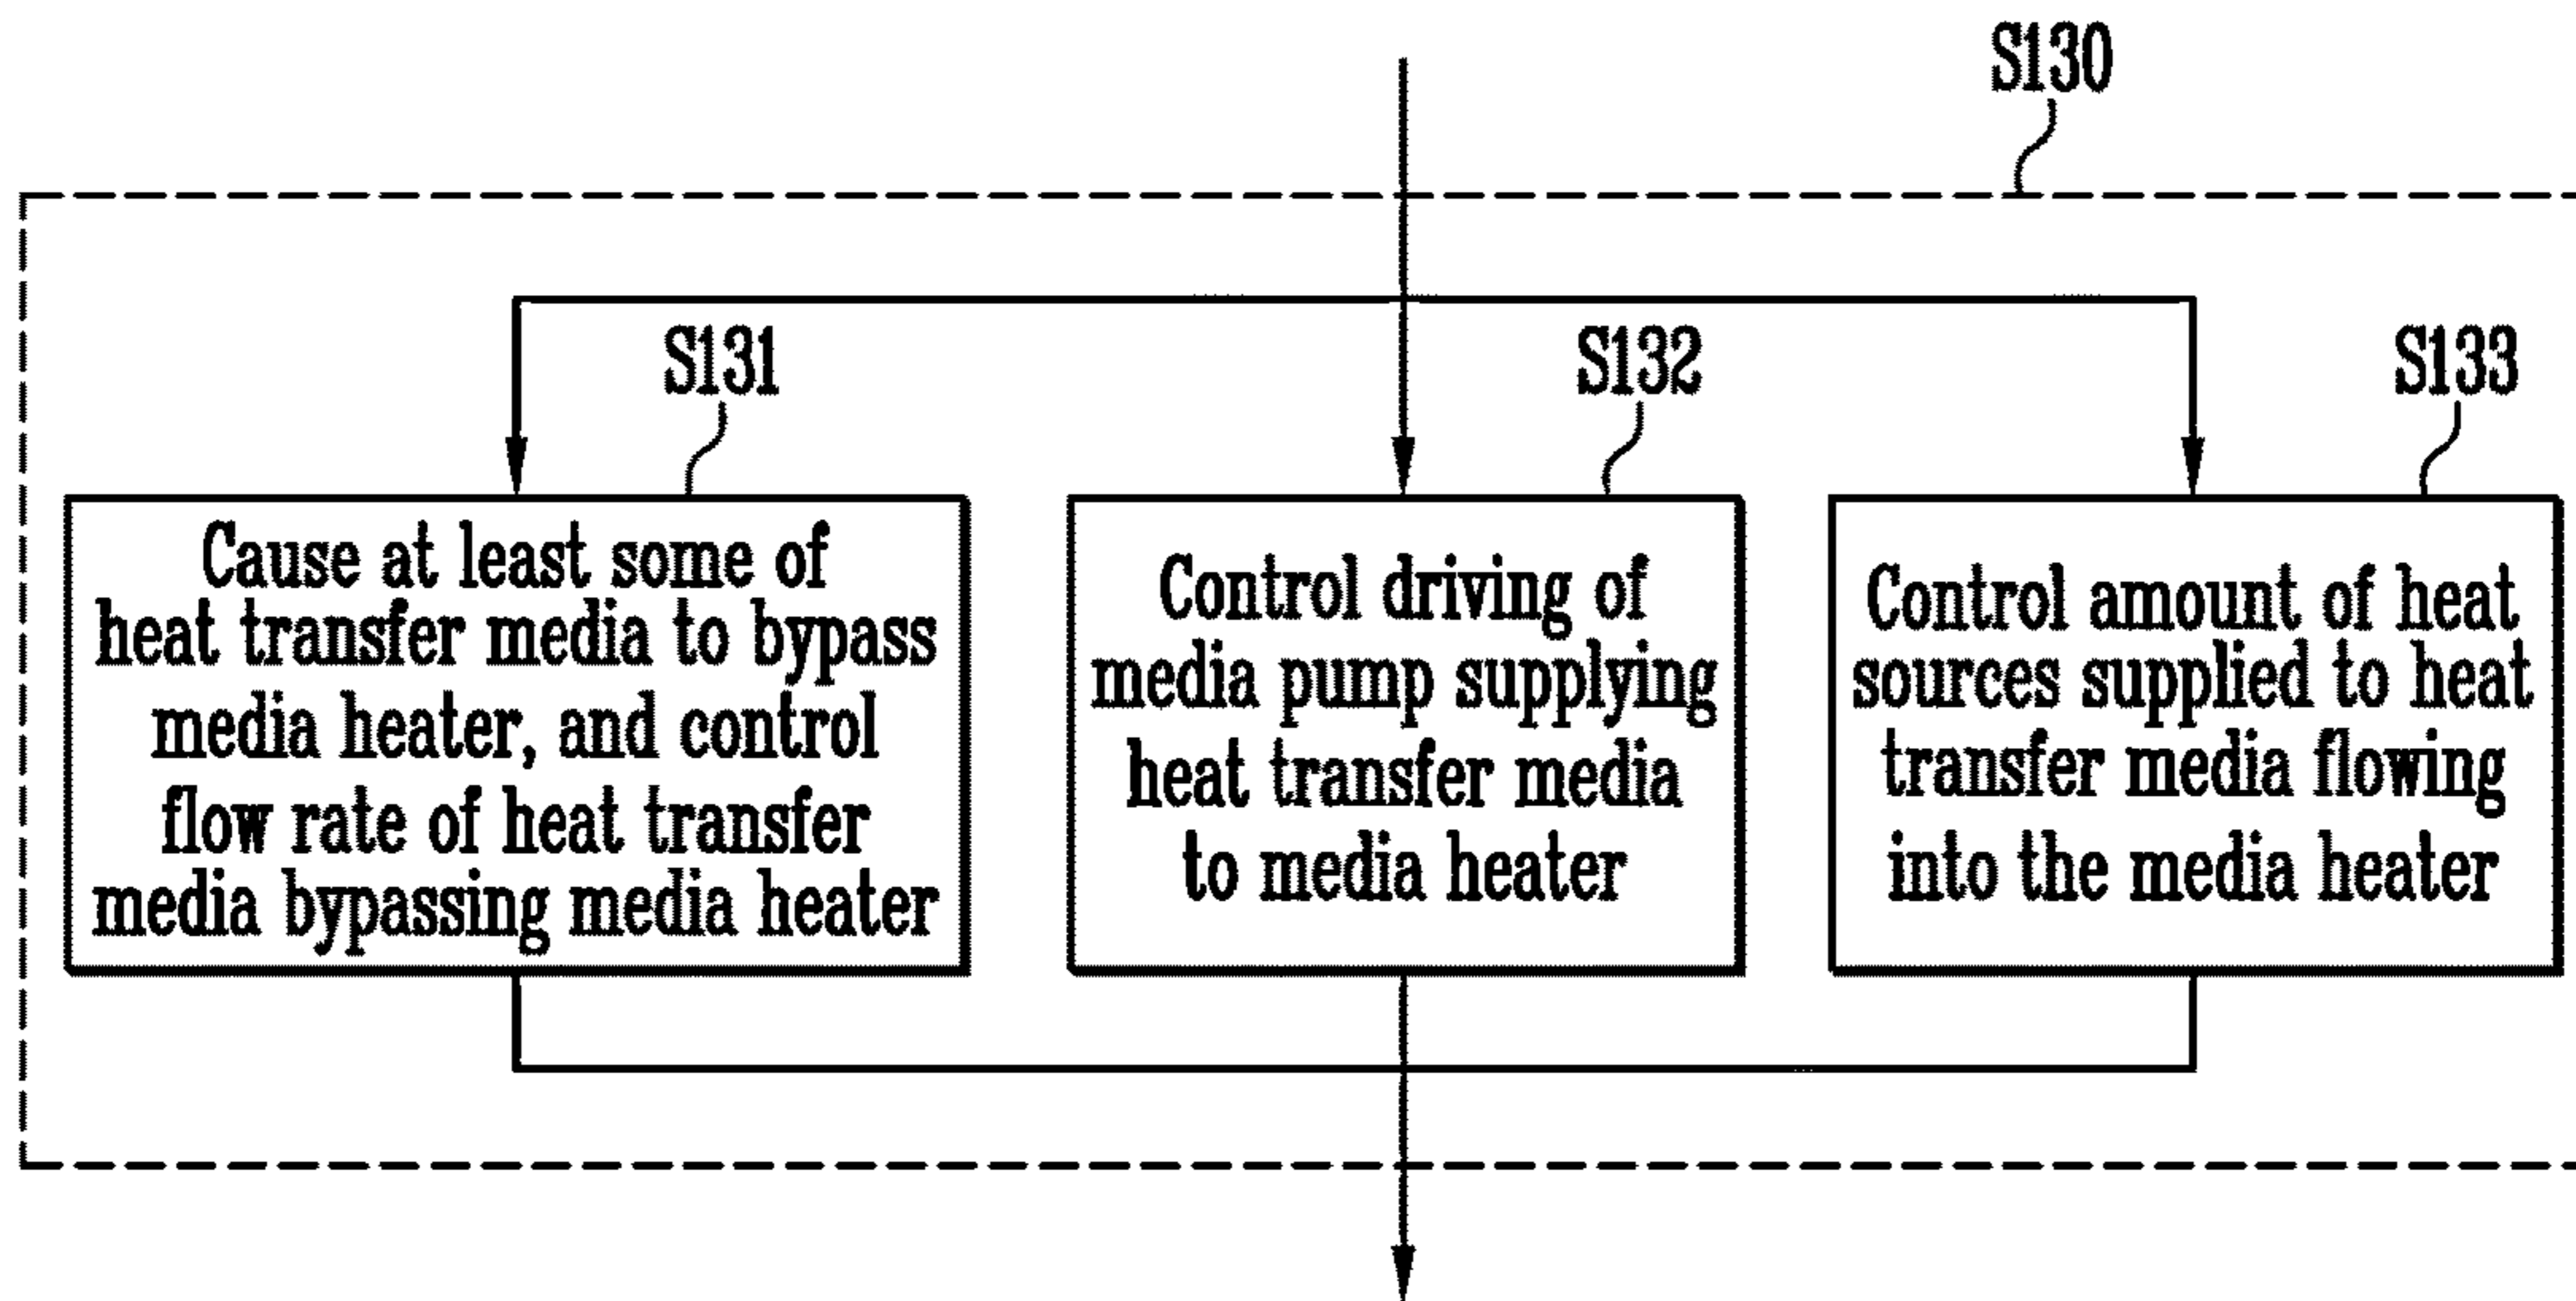 S130
S131
Cause at least some of
heat transfer media to bypass
media heater, and control
flow rate of heat transfer
media bypassing media heater
S132
Control driving of
media pump supplying
heat transfer media
to media heater
S133
Control amount of heat
sources supplied to heat
transfer media flowing
into the media heater